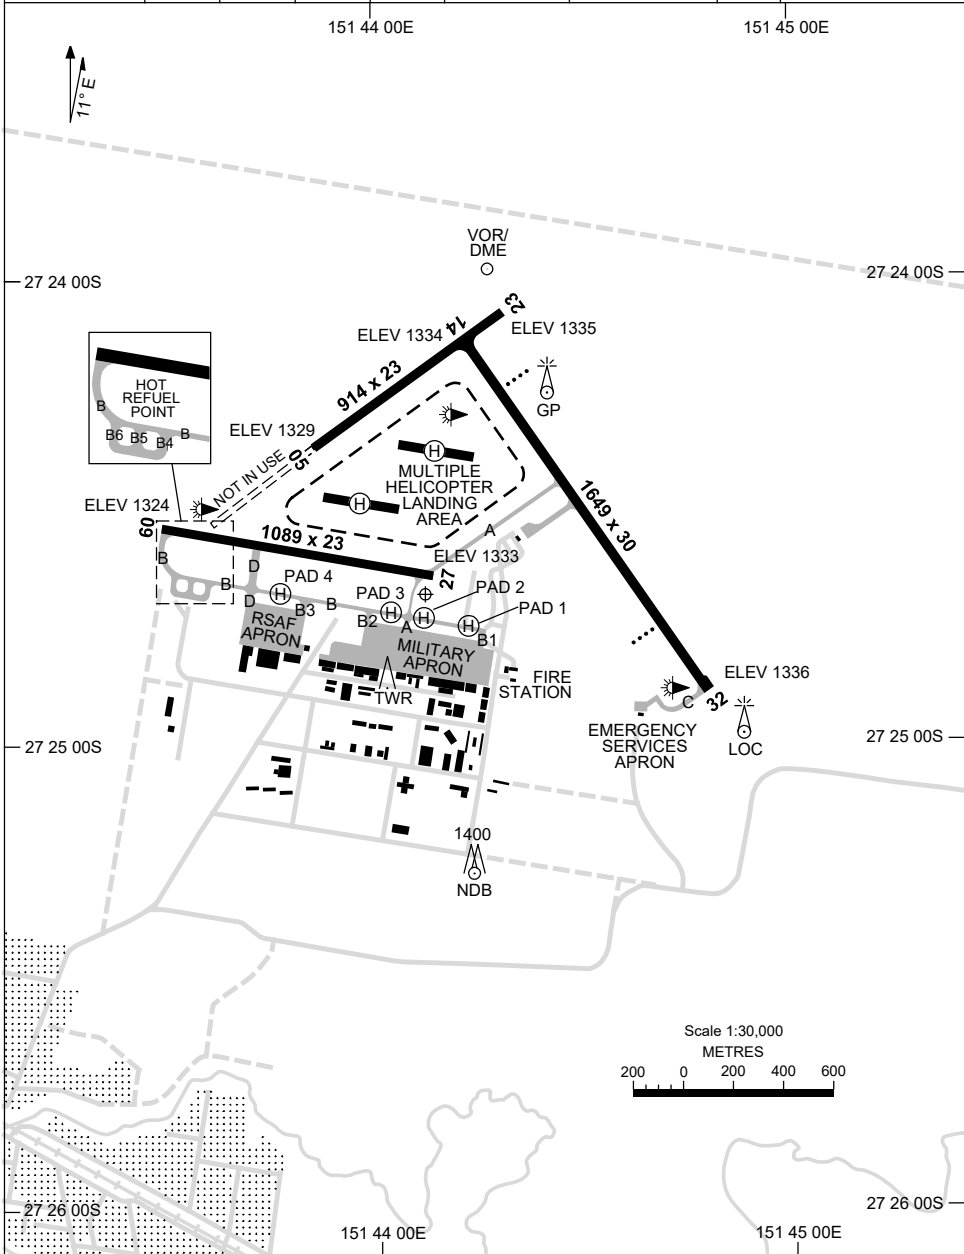 151 44 00E
151 45 00E
11° E
VOR/
DME
27 24 00S
27 24 00S
23
14
ELEV 1334
ELEV 1335
914 x 23
GP
HOT
REFUEL
POINT
B
B6
B5
B4
B
ELEV 1329
05
NOT IN USE
H
MULTIPLE
HELICOPTER
LANDING
AREA
H
ELEV 1324
09
1089 x 23
1649 x 30
A
ELEV 1333
27
B
D
PAD 4
PAD 3
PAD 2
PAD 1
B
D
H
B3
B
B2
H
A
H
H
B1
RSAF
APRON
MILITARY
APRON
TWR
FIRE
STATION
ELEV 1336
C
32
EMERGENCY
SERVICES
APRON
LOC
27 25 00S
27 25 00S
1400
NDB
Scale 1:30,000
METRES
200 0 200 400 600
27 26 00S
27 26 00S
151 44 00E
151 45 00E